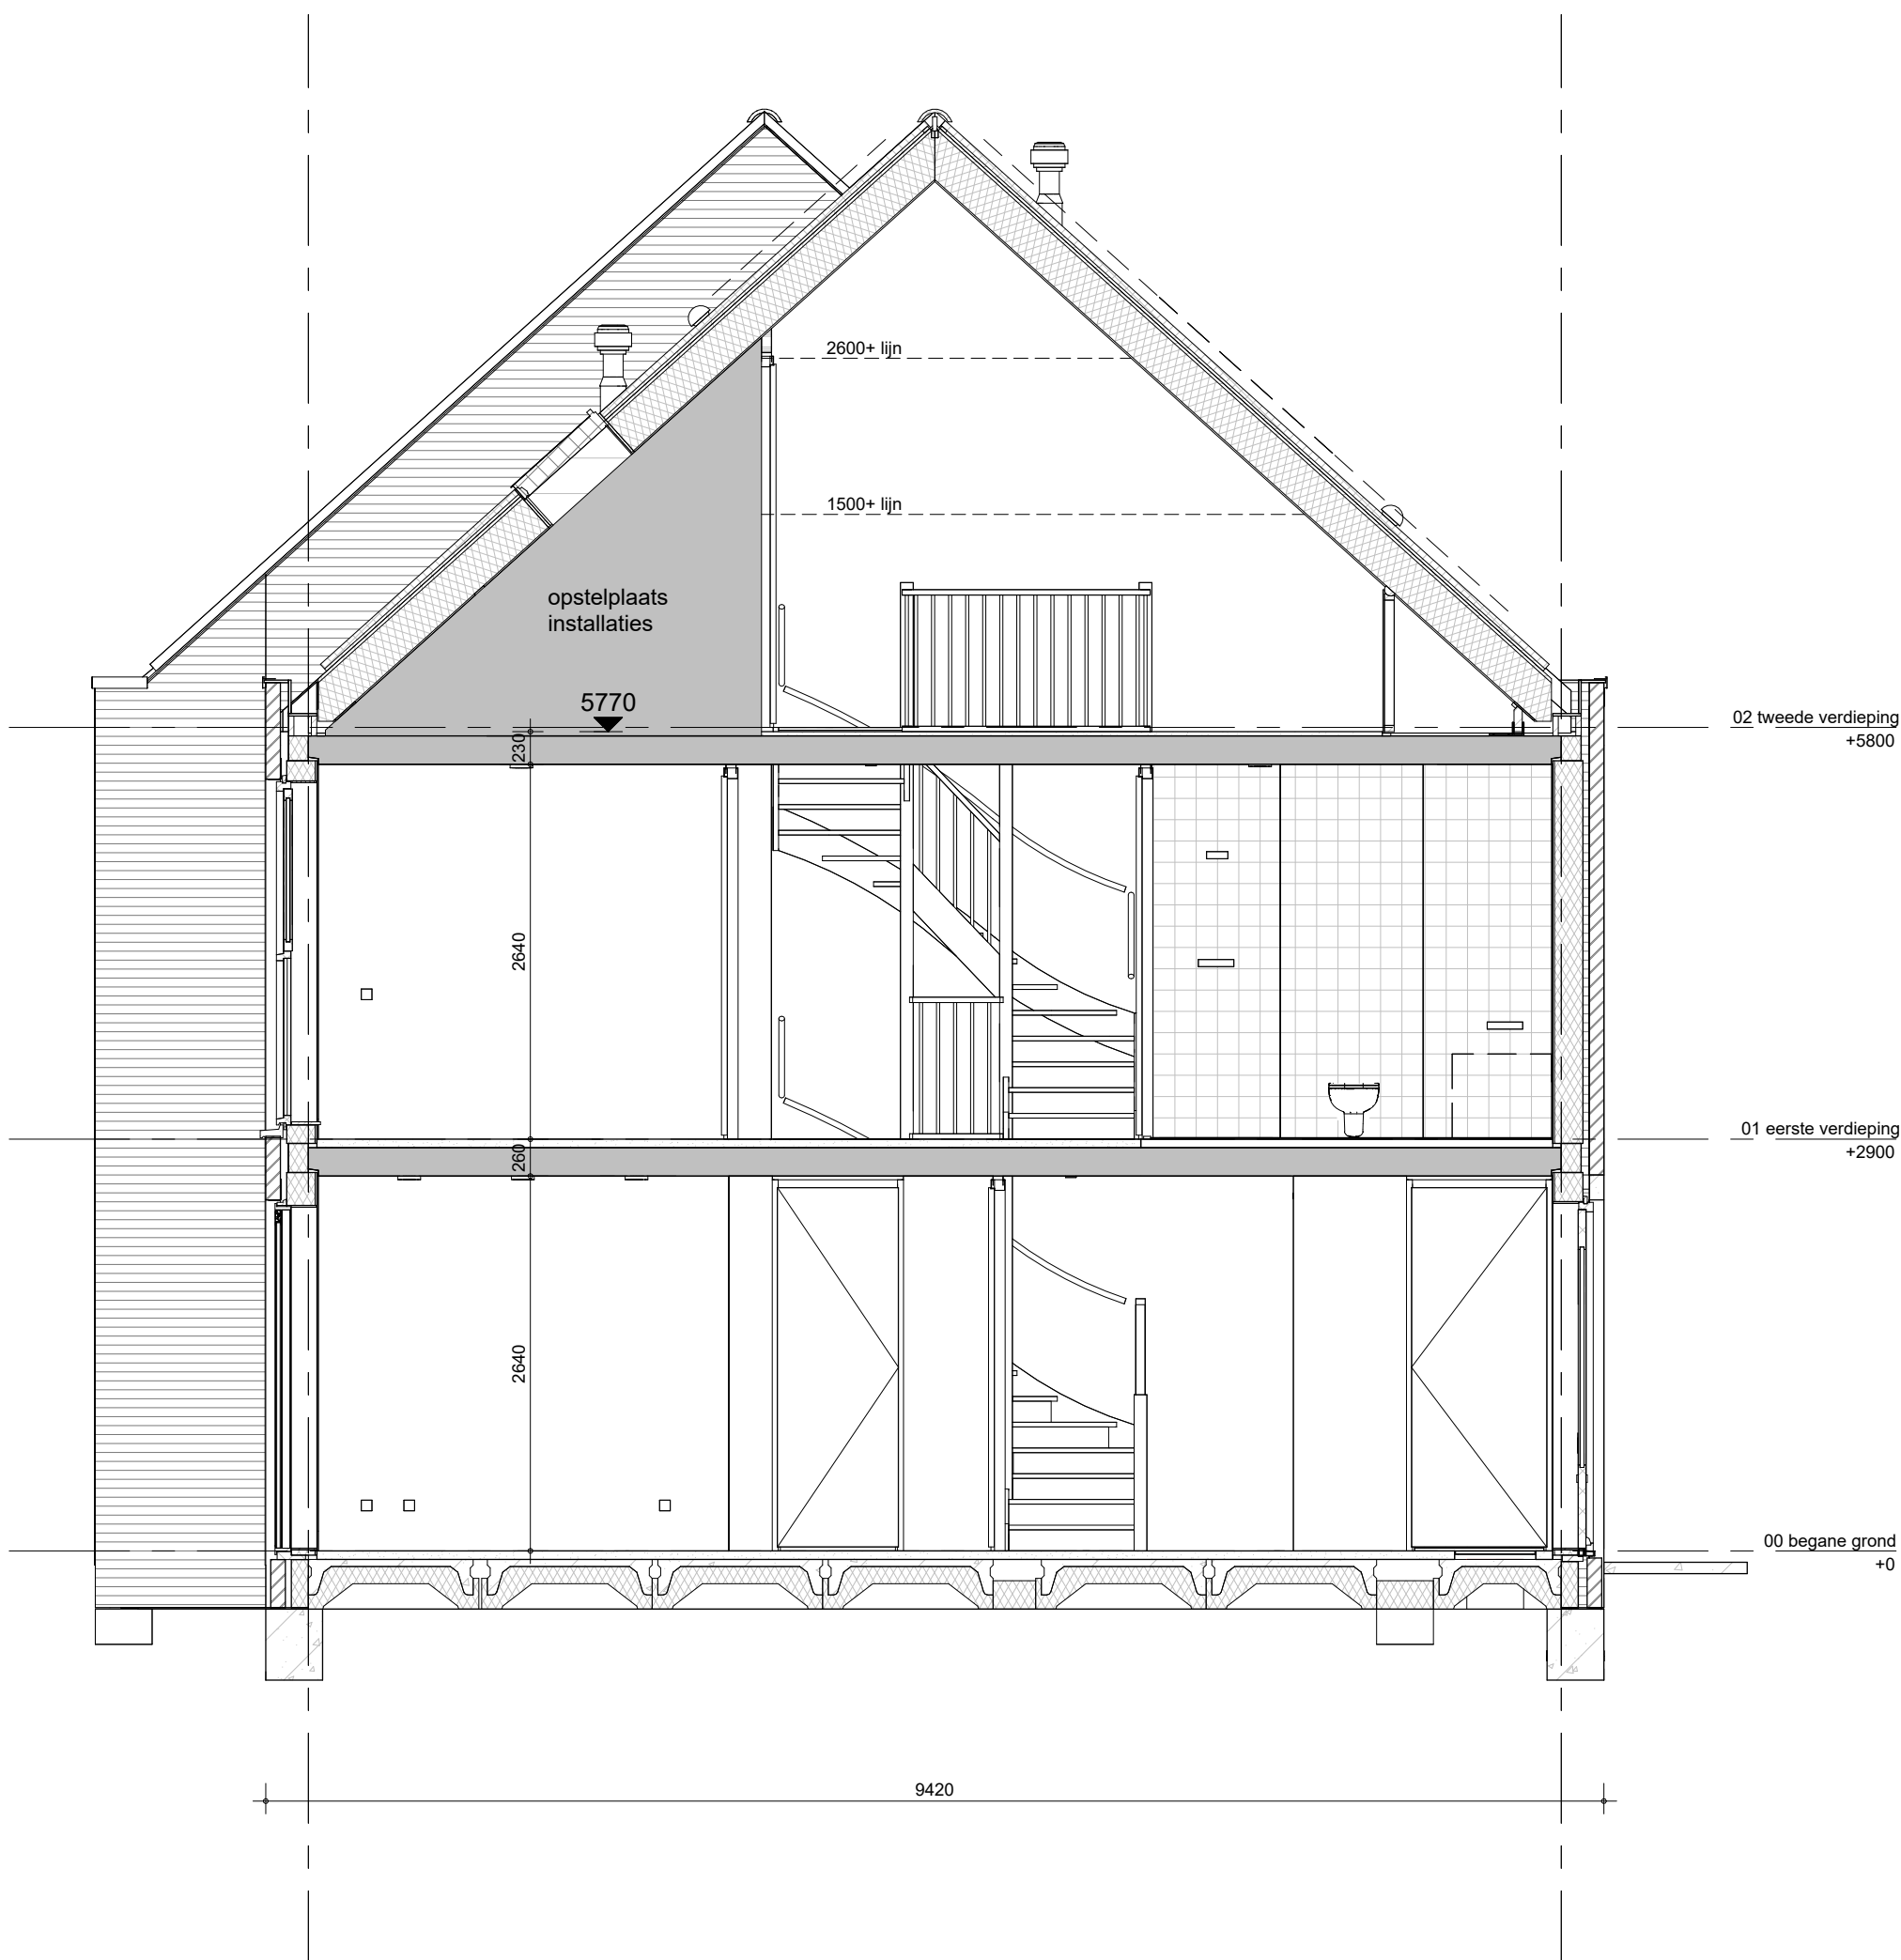 2600+ lijn
1500+ lijn
opstelplaats
installaties
5770
02 tweede verdieping
+5800
230
2640
01 eerste verdieping
+2900
260
2640
00 begane grond
+0
9420